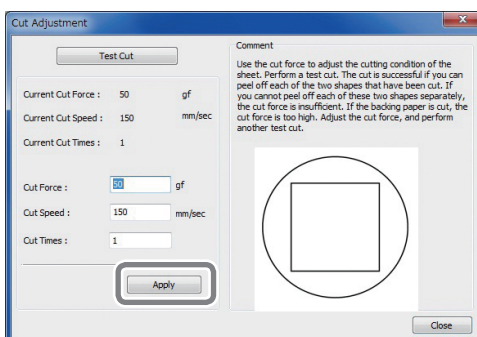 Cut Adjustment
Test Cut
Current Cut Force : 50 gf
Current Cut Speed : 150 mm/sec
Current Cut Times : 1
Cut Force : 50 gf
Cut Speed : 150 mm/sec
Cut Times : 1
Apply
Comment
Use the cut force to adjust the cutting condition of the
sheet. Perform a test cut. The cut is successful if you can
peel off each of the two shapes that have been cut. If
you cannot peel off each of these two shapes separately,
the cut force is insufficient. If the backing paper is cut, the
cut force is too high. Adjust the cut force, and perform
another test cut.
Close